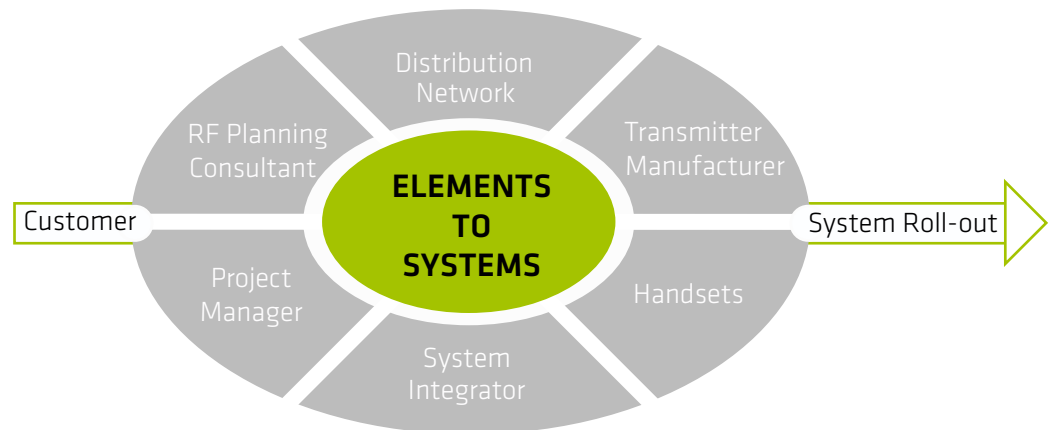 Distribution
Network
RF Planning
Consultant
Transmitter
Manufacturer
ELEMENTS
TO
SYSTEMS
Customer
System Roll-out
Project
Manager
Handsets
System
Integrator